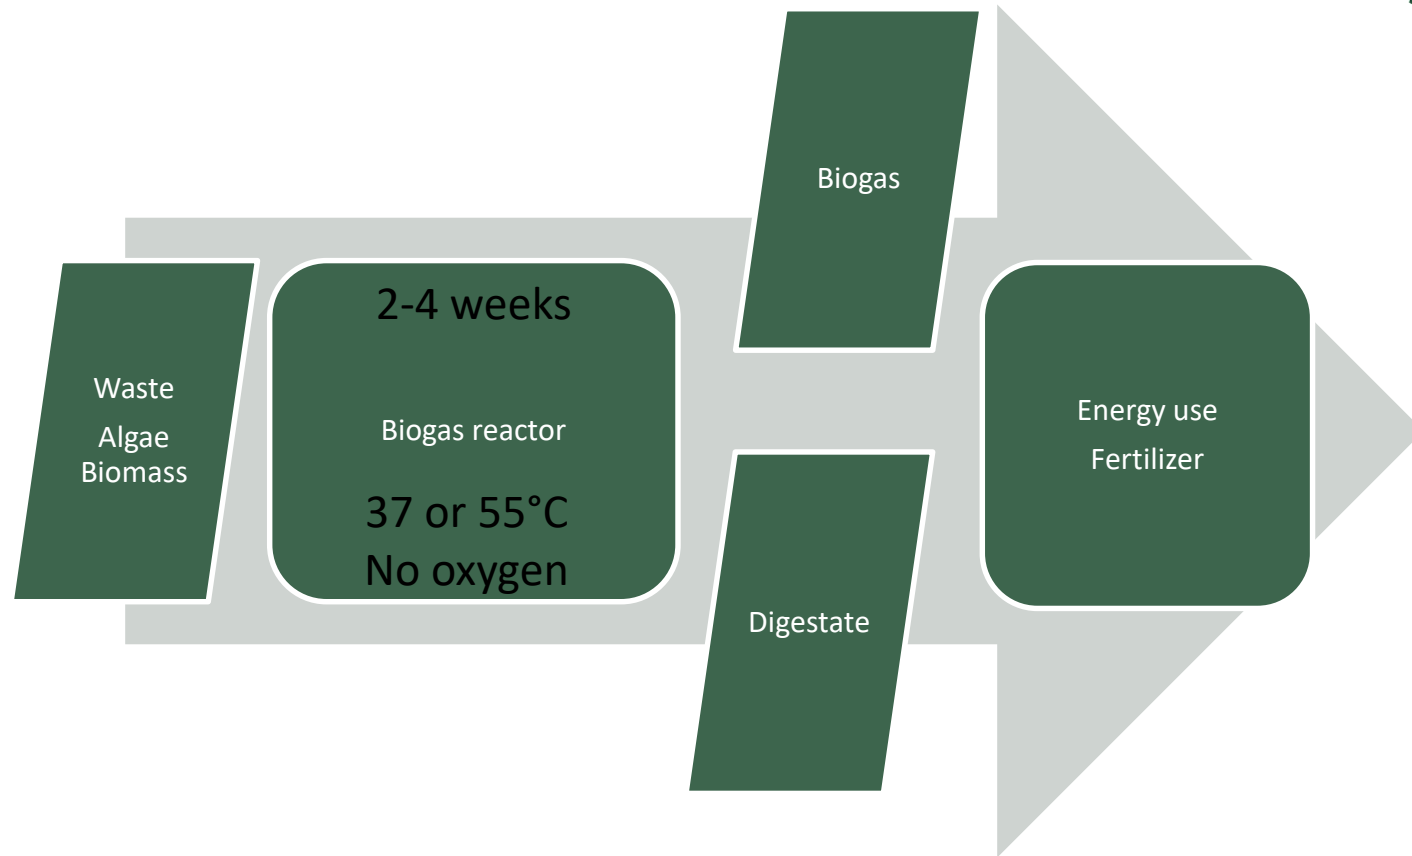 Waste
Algae
Biomass
2-4 weeks
Biogas reactor
37 or 55°C
No oxygen
Biogas
Digestate
Energy use
Fertilizer